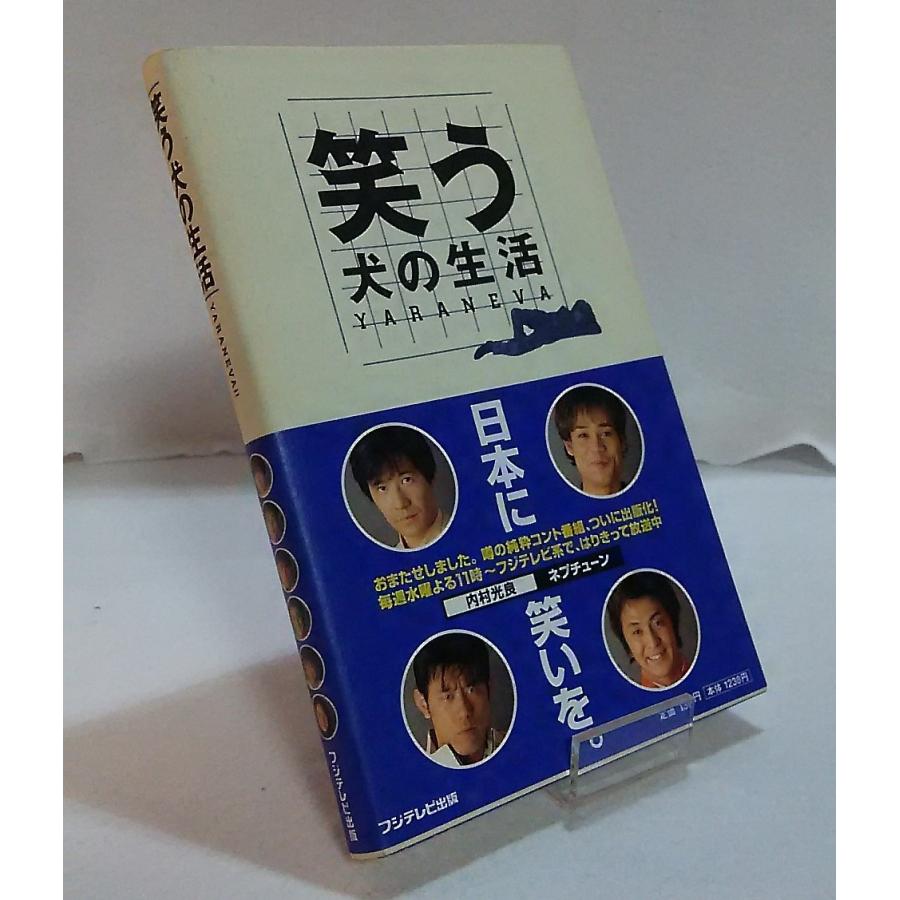 笑う
犬の生活
YARANEVA
日本に
笑いを。
おまたせしました。噂の純粋コント番組、ついに出版化!
毎週水曜よる11時〜フジテレビ系で、はりきって放送中
内村光良
ネプチューン
本体 1238円
フジテレビ出版
笑う犬の生活
YARANEVA!!
フジテレビ出版